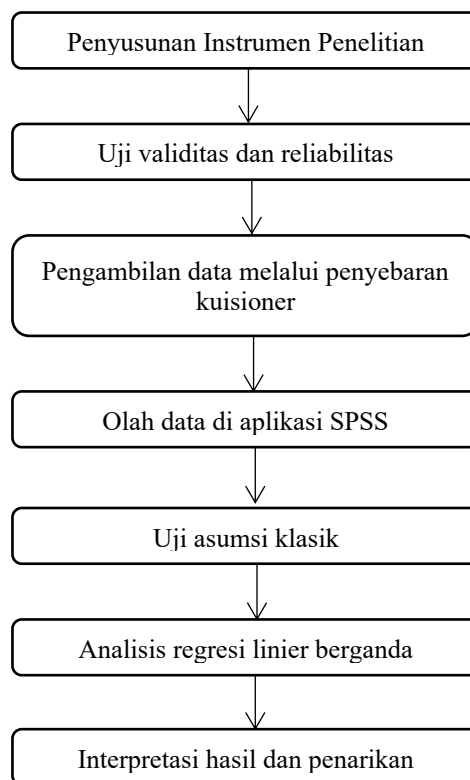 Penyusunan Instrumen Penelitian
Uji validitas dan reliabilitas
Pengambilan data melalui penyebaran
kuisioner
Olah data di aplikasi SPSS
Uji asumsi klasik
Analisis regresi linier berganda
Interpretasi hasil dan penarikan